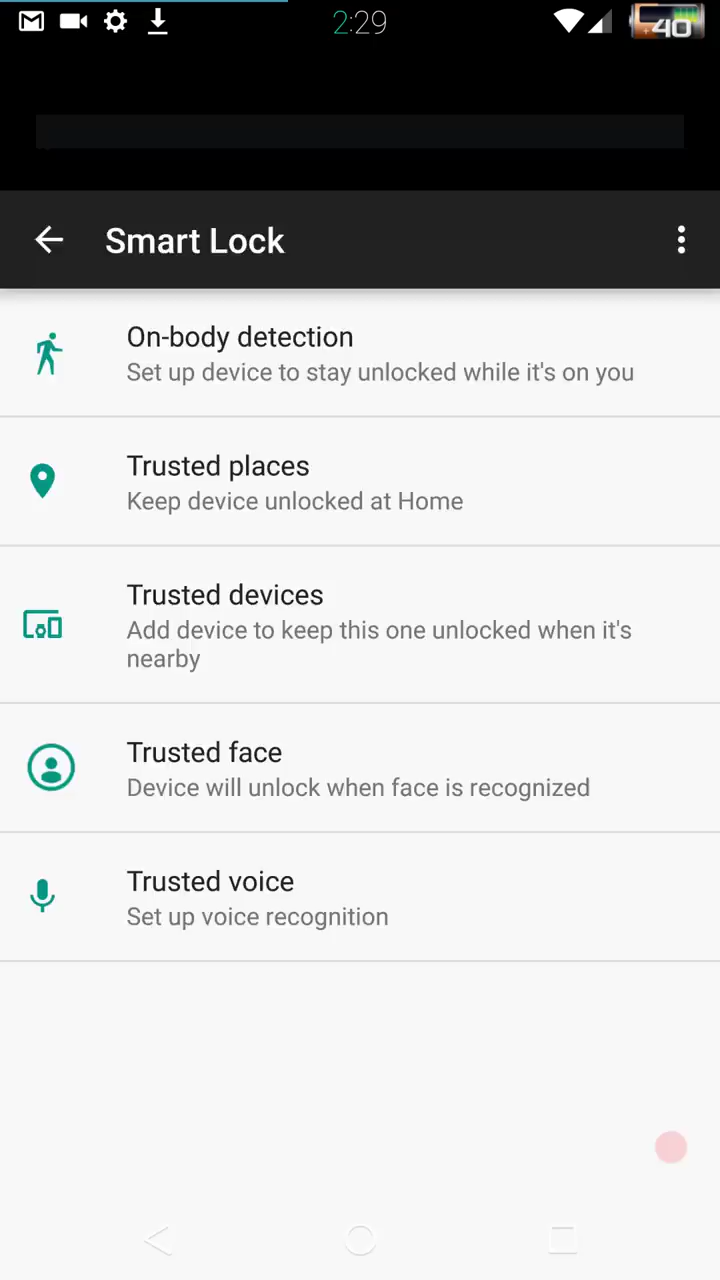 2:29
40
Smart Lock
On-body detection
Set up device to stay unlocked while it's on you
Trusted places
Keep device unlocked at Home
Trusted devices
Add device to keep this one unlocked when it's
nearby
Trusted face
Device will unlock when face is recognized
Trusted voice
Set up voice recognition